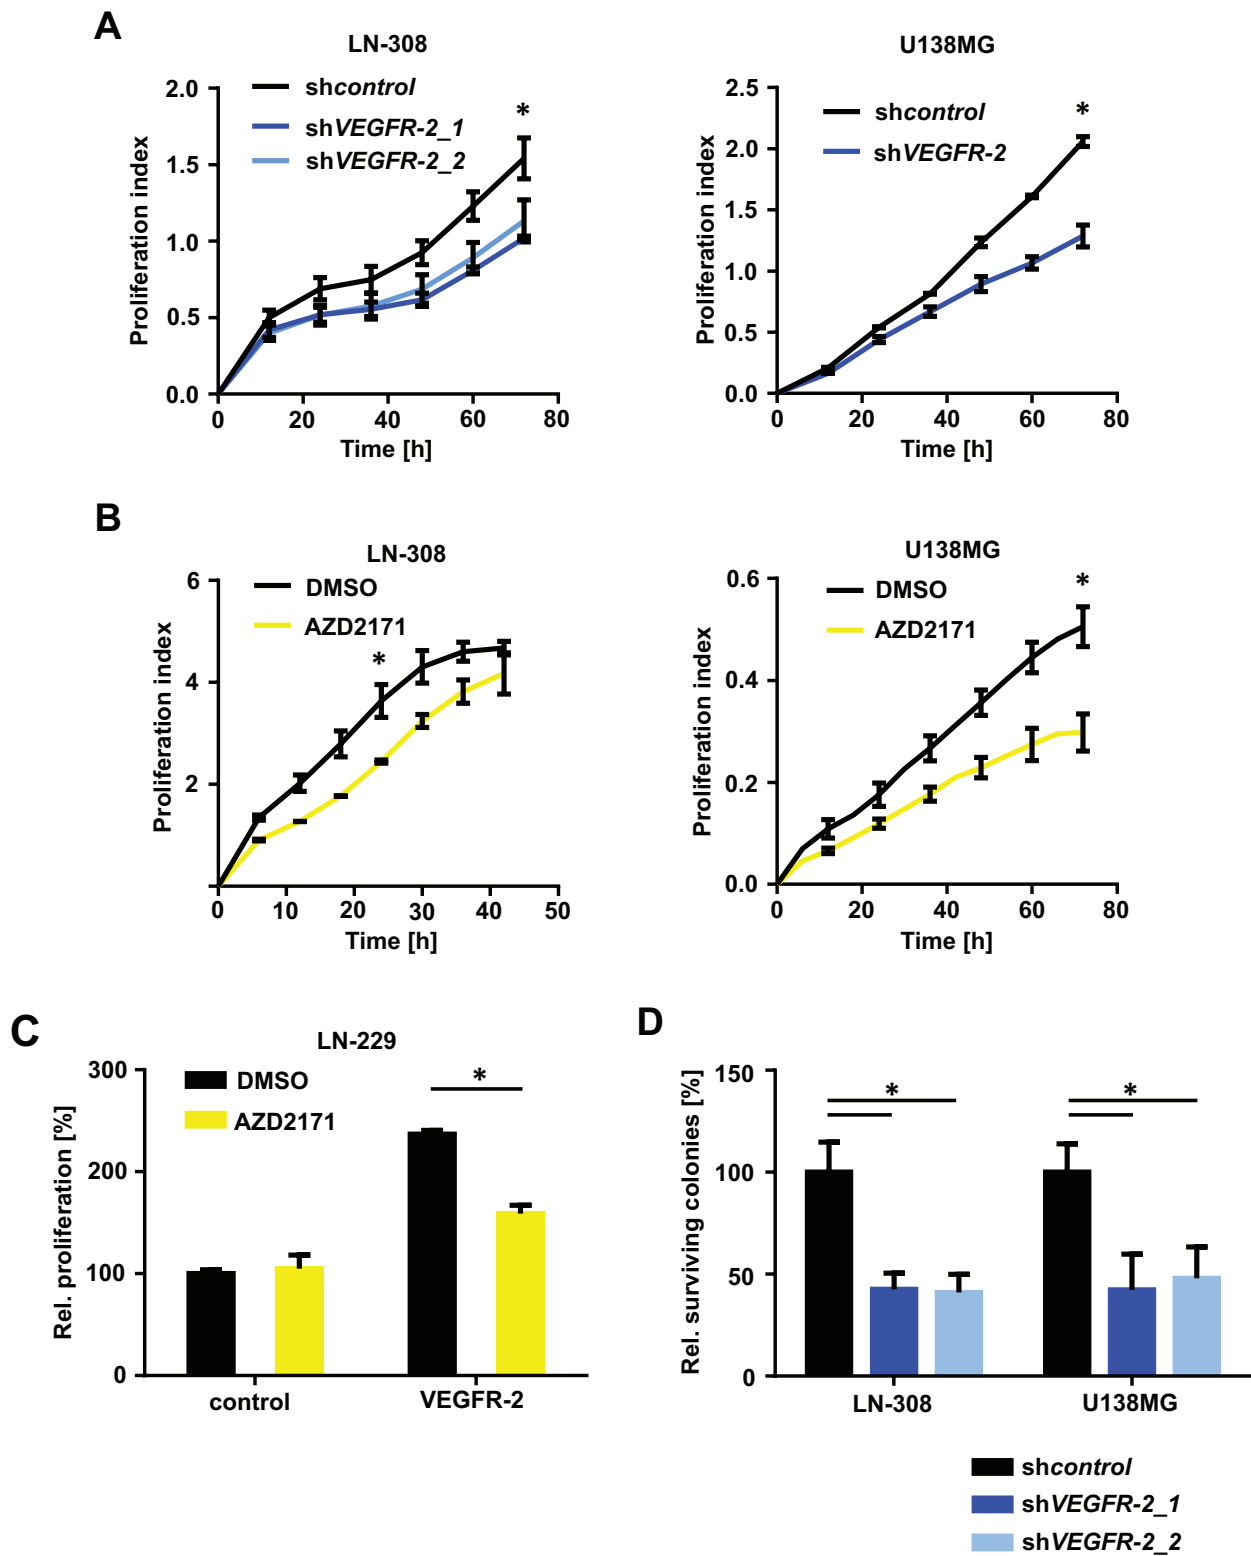 A
LN-308
shcontrol
shVEGFR-2_1
shVEGFR-2_2
*
Proliferation index
2.0
1.5
1.0
0.5
0.0
0 20 40 60 80
Time [h]
U138MG
shcontrol
shVEGFR-2
*
Proliferation index
2.5
2.0
1.5
1.0
0.5
0.0
0 20 40 60 80
Time [h]
B
LN-308
DMSO
AZD2171
*
Proliferation index
6
4
2
0 10 20 30 40 50
Time [h]
U138MG
DMSO
AZD2171
*
Proliferation index
0.6
0.4
0.2
0.0
0 20 40 60 80
Time [h]
C
LN-229
DMSO
AZD2171
*
Rel. proliferation [%]
300
200
100
0
control VEGFR-2
D
* *
Rel. surviving colonies [%]
150
100
50
0
LN-308 U138MG
shcontrol
shVEGFR-2_1
shVEGFR-2_2